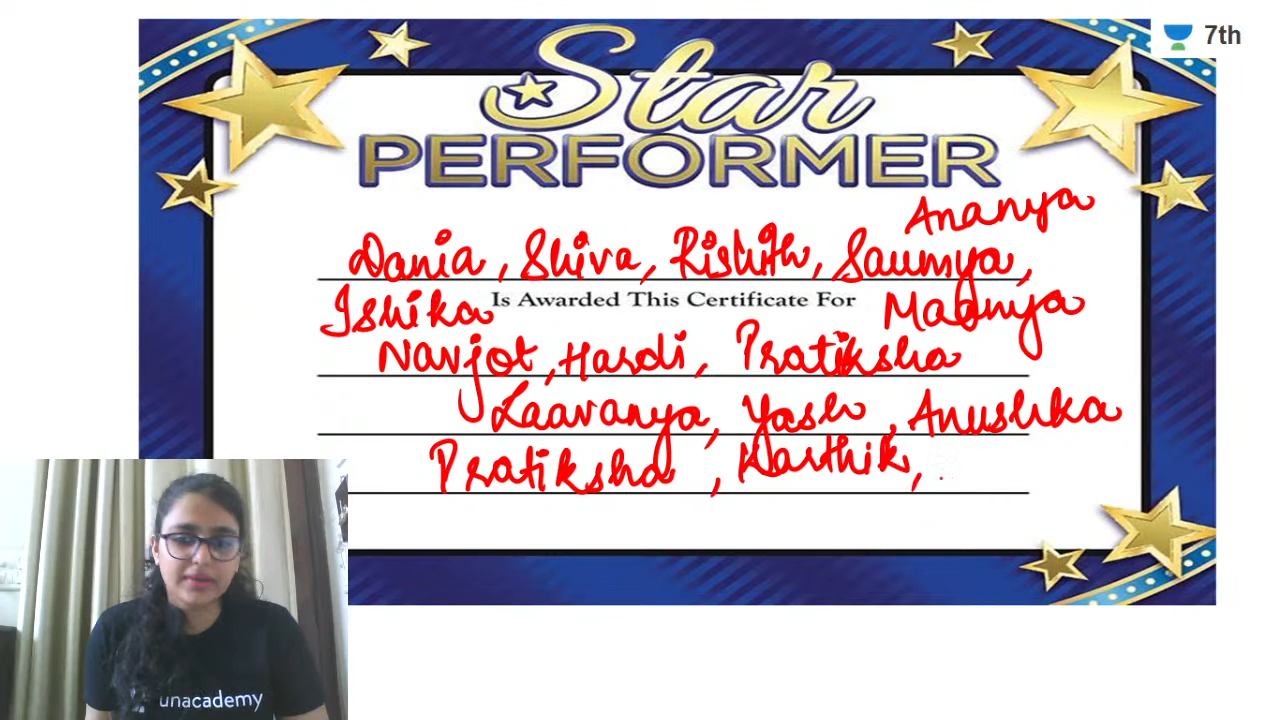 7th
Star
PERFORMER
Ananya
Dania, Shiva, Rishith, Saumya,
Is Awarded This Certificate For
Ishika
Navjot, Hardi, Pratiksha
Laavanya, Yash, Anushka
Pratiksha, Karthik,
unacademy